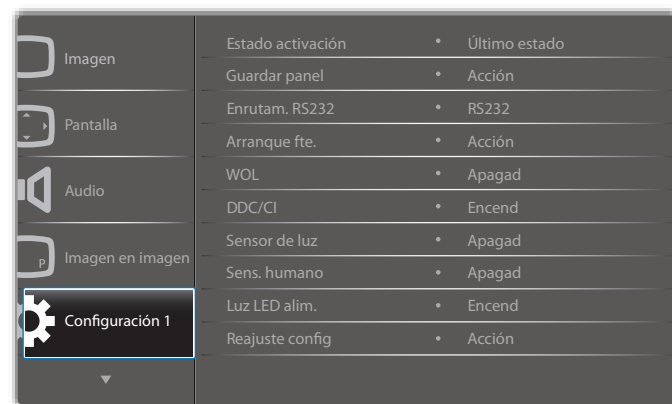 Imagen
Pantalla
Audio
P
Imagen en imagen
Configuración 1
Estado activación • Último estado
Guardar panel • Acción
Enrutam. RS232 • RS232
Arranque fte. • Acción
WOL • Apagad
DDC/CI • Encend
Sensor de luz • Apagad
Sens. humano • Apagad
Luz LED alim. • Encend
Reajuste config • Acción